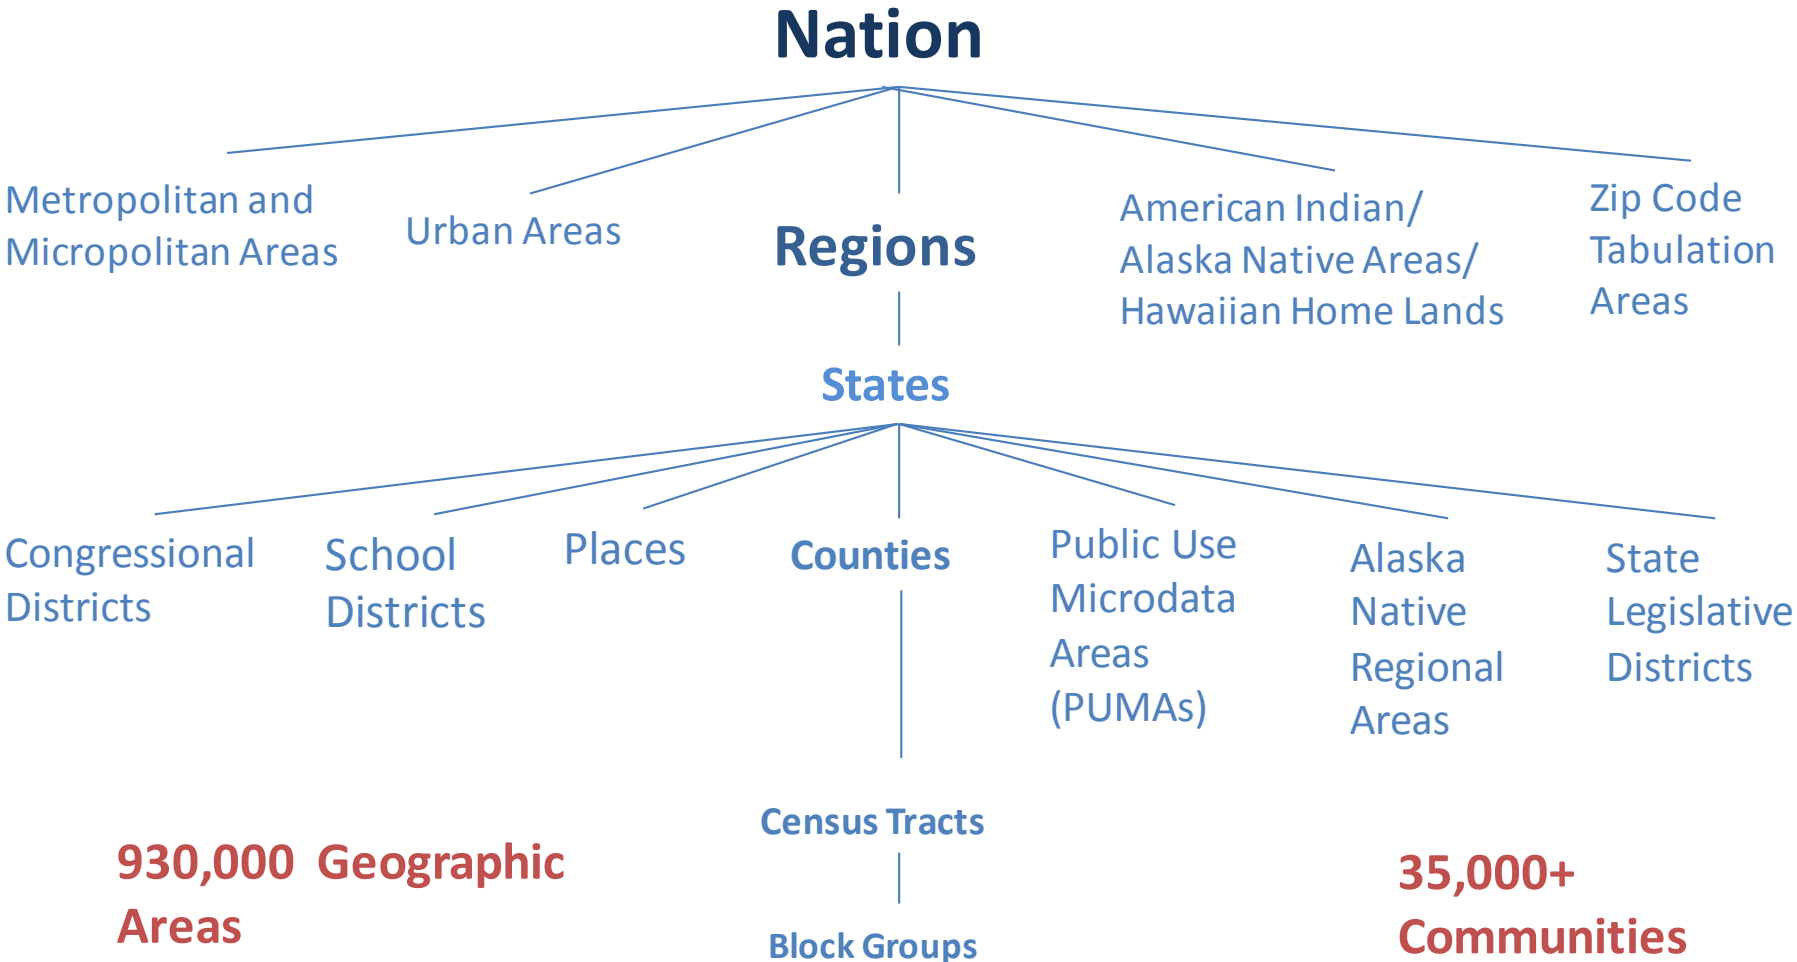 Nation
Metropolitan and
Micropolitan Areas
Urban Areas
Regions
American Indian/
Alaska Native Areas/
Hawaiian Home Lands
Zip Code
Tabulation
Areas
States
Congressional
Districts
School
Districts
Places
Counties
Public Use
Microdata
Areas
(PUMAs)
Alaska
Native
Regional
Areas
State
Legislative
Districts
Census Tracts
930,000 Geographic
Areas
35,000+
Communities
Block Groups